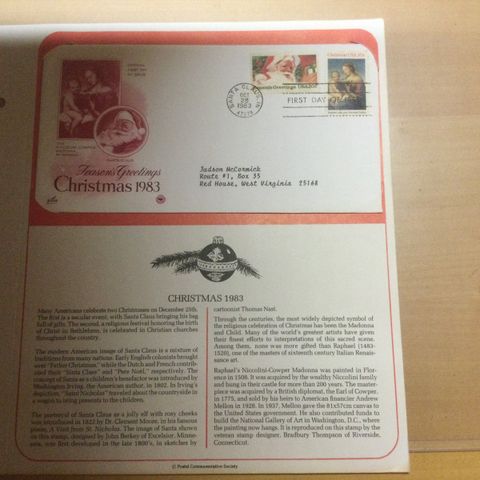 OFFICIAL
FIRST DAY
OF ISSUE
SANTA CLAUS, IN
OCT
28
1983
Season's Greetings USA 20c
Christmas USA 20c
FIRST DAY OF ISSUE
SANTA CLAUS
Season's Greetings
Christmas 1983
Judson McCormick
Route #1, Box 35
Red House, West Virginia 25168
CHRISTMAS 1983
Many Americans celebrate two Christmases on December 25th.
The first is a secular event, with Santa Claus bringing his bag
full of gifts. The second, a religious festival honoring the birth
of Christ in Bethlehem, is celebrated in Christian churches
throughout the country.
The modern American image of Santa Claus is a mixture of
traditions from many nations. Early English colonists brought
over "Father Christmas," while the Dutch and French contrib-
uted their "Sinta Claes" and "Pere Noël," respectively. The
concept of Santa as a children's benefactor was introduced by
Washington Irving, the American author, in 1802. In Irving's
depiction, "Saint Nicholas" traveled about the countryside in
a wagon to bring presents to the children.
The portrayal of Santa Claus as a jolly elf with rosy cheeks
was introduced in 1822 by Dr. Clement Moore, in his famous
poem, A Visit from St. Nicholas. The image of Santa shown
on this stamp, designed by John Berkey of Excelsior, Minne-
sota, was first developed in the late 1800's, in sketches by
cartoonist Thomas Nast.
Through the centuries, the most widely depicted symbol of
the religious celebration of Christmas has been the Madonna
and Child. Many of the world's greatest artists have given
their finest efforts to interpretations of this sacred scene.
Among them, none was more gifted than Raphael (1483-
1520), one of the masters of sixteenth century Italian Renais-
sance art.
Raphael's Niccolini-Cowper Madonna was painted in Flor-
ence in 1508. It was acquired by the wealthy Niccolini family
and hung in their castle for more than 200 years. The master-
piece was acquired by a British diplomat, the Earl of Cowper,
in 1775, and sold by his heirs to American financier Andrew
Mellon in 1928. In 1937, Mellon gave the 81x57cm canvas to
the United States government. He also contributed funds to
build the National Gallery of Art in Washington, D.C., where
the painting now hangs. It is reproduced on this stamp by the
veteran stamp designer, Bradbury Thompson of Riverside,
Connecticut.
© Postal Commemorative Society